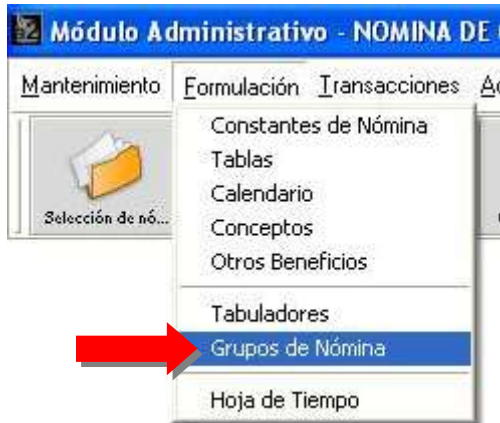 Módulo Administrativo - NOMINA DE
Mantenimiento Formulación Transacciones
Constantes de Nómina
Tablas
Calendario
Selección de nó... Conceptos
Otros Beneficios
Tabuladores
Grupos de Nómina
Hoja de Tiempo